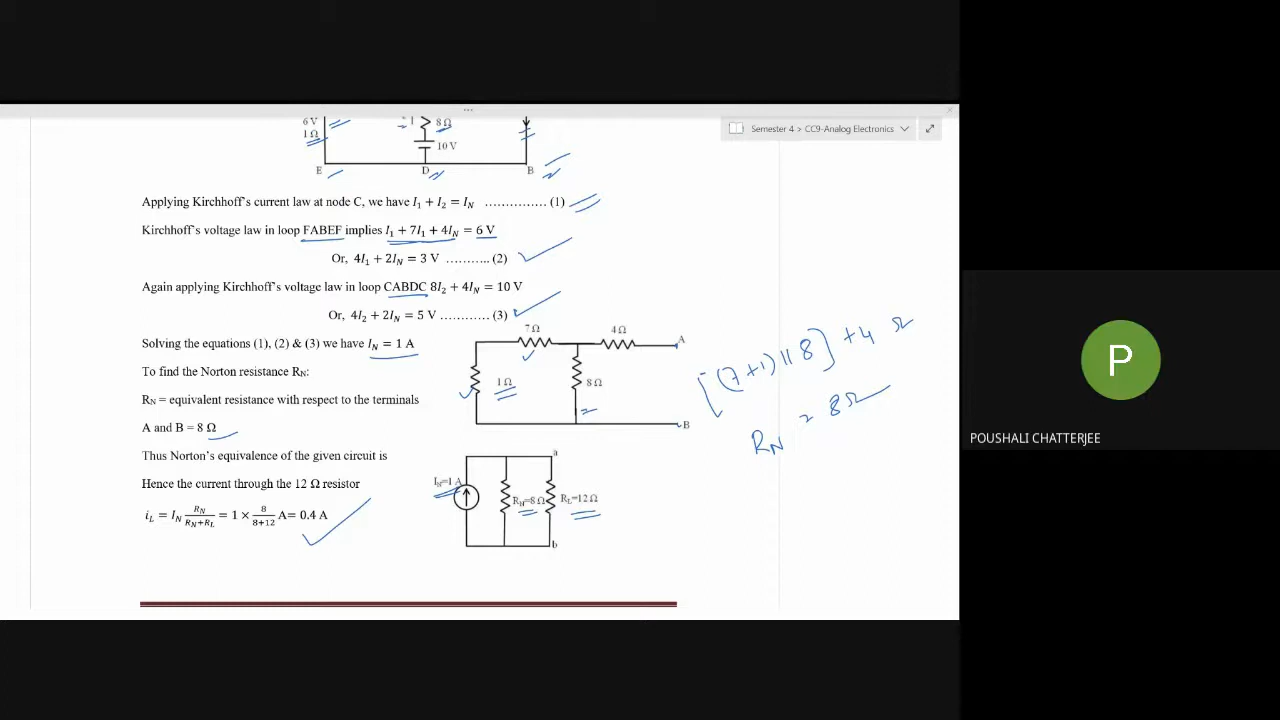 6 V
1 Ω
8 Ω
10 V
E
D
B
Semester 4 > CC9-Analog Electronics
Applying Kirchhoff's current law at node C, we have I₁ + I₂ = I_N …………… (1)
Kirchhoff's voltage law in loop FABEF implies I₁ + 7I₁ + 4I_N = 6 V
Or, 4I₁ + 2I_N = 3 V ……….. (2)
Again applying Kirchhoff's voltage law in loop CABDC 8I₂ + 4I_N = 10 V
Or, 4I₂ + 2I_N = 5 V ………… (3)
Solving the equations (1), (2) & (3) we have I_N = 1 A
To find the Norton resistance R_N:
R_N = equivalent resistance with respect to the terminals
A and B = 8 Ω
Thus Norton's equivalence of the given circuit is
Hence the current through the 12 Ω resistor
i_L = I_N R_N/(R_N+R_L) = 1 × 8/(8+12) A= 0.4 A
7 Ω
4Ω
A
1 Ω
8 Ω
B
[(7+1)||8] + 4 Ω
R_N = 8Ω
a
I_N=1 A
R_N=8 Ω
R_L=12 Ω
b
P
POUSHALI CHATTERJEE